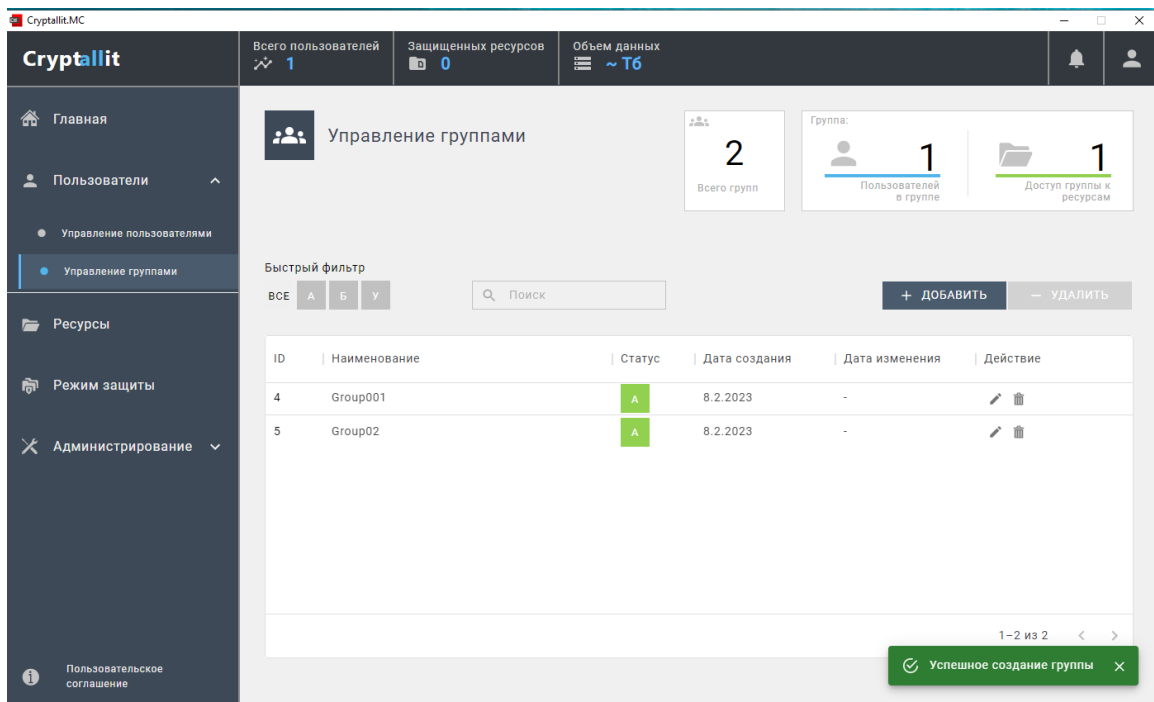 Cryptallit.MC
Cryptallit
Всего пользователей
1
Защищенных ресурсов
0
Объем данных
~ Тб
Главная
Пользователи
Управление пользователями
Управление группами
Ресурсы
Режим защиты
Администрирование
Пользовательское
соглашение
Управление группами
2
Всего групп
Группа:
1
Пользователей
в группе
1
Доступ группы к
ресурсам
Быстрый фильтр
ВСЕ А Б У
Поиск
+ ДОБАВИТЬ
− УДАЛИТЬ
ID Наименование Статус Дата создания Дата изменения Действие
4 Group001 А 8.2.2023 -
5 Group02 А 8.2.2023 -
1–2 из 2
Успешное создание группы